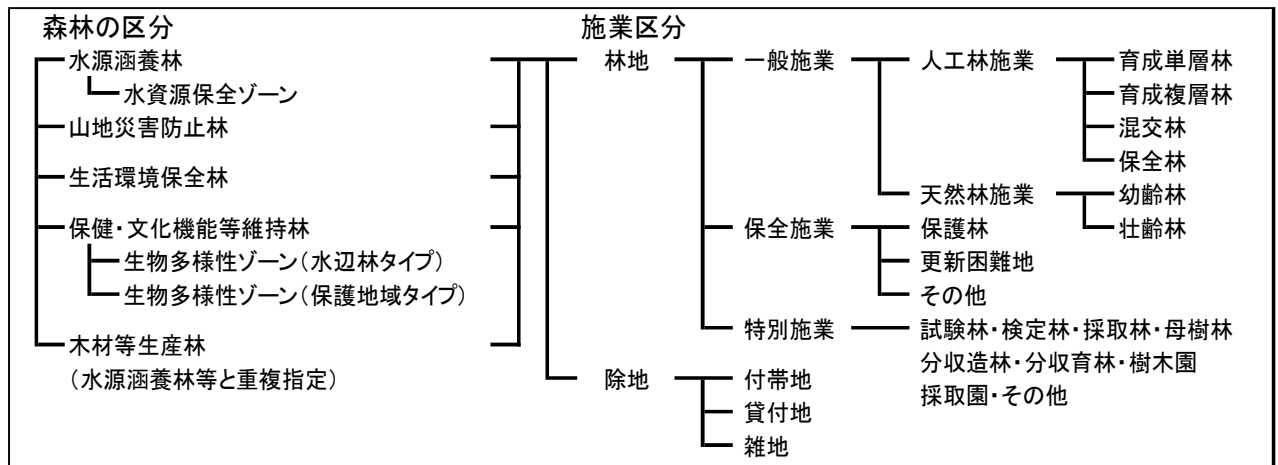 森林の区分 施業区分
水源涵養林 林地 一般施業 人工林施業 育成単層林
水資源保全ゾーン 育成複層林
山地災害防止林 混交林
保全林
生活環境保全林 天然林施業 幼齢林
保健・文化機能等維持林 保全施業 保護林 壮齢林
生物多様性ゾーン(水辺林タイプ) 更新困難地
生物多様性ゾーン(保護地域タイプ) その他
特別施業 試験林・検定林・採取林・母樹林
木材等生産林 分収造林・分収育林・樹木園
(水源涵養林等と重複指定) 除地 付帯地 採取園・その他
貸付地
雑地